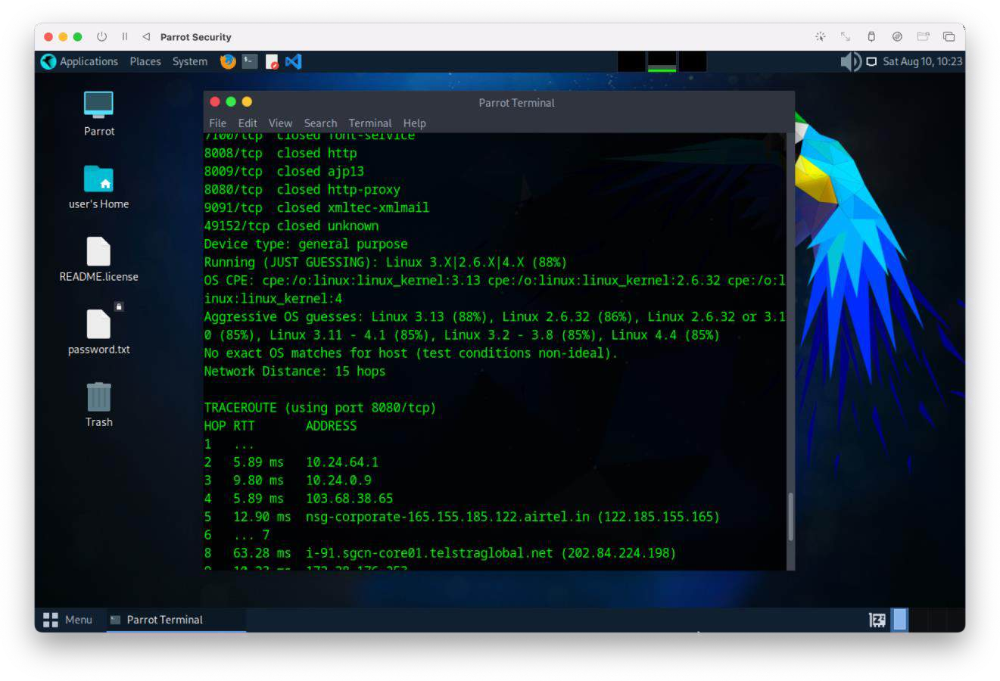 Parrot Security
Applications Places System
Sat Aug 10, 10:23
Parrot
user's Home
README.license
password.txt
Trash
Parrot Terminal
File Edit View Search Terminal Help
7100/tcp closed font-service
8008/tcp closed http
8009/tcp closed ajp13
8080/tcp closed http-proxy
9091/tcp closed xmltec-xmlmail
49152/tcp closed unknown
Device type: general purpose
Running (JUST GUESSING): Linux 3.X|2.6.X|4.X (88%)
OS CPE: cpe:/o:linux:linux_kernel:3.13 cpe:/o:linux:linux_kernel:2.6.32 cpe:/o:l
inux:linux_kernel:4
Aggressive OS guesses: Linux 3.13 (88%), Linux 2.6.32 (86%), Linux 2.6.32 or 3.1
0 (85%), Linux 3.11 - 4.1 (85%), Linux 3.2 - 3.8 (85%), Linux 4.4 (85%)
No exact OS matches for host (test conditions non-ideal).
Network Distance: 15 hops
TRACEROUTE (using port 8080/tcp)
HOP RTT ADDRESS
1 ...
2 5.89 ms 10.24.64.1
3 9.80 ms 10.24.0.9
4 5.89 ms 103.68.38.65
5 12.90 ms nsg-corporate-165.155.185.122.airtel.in (122.185.155.165)
6 ... 7
8 63.28 ms i-91.sgcn-core01.telstraglobal.net (202.84.224.198)
Menu
Parrot Terminal